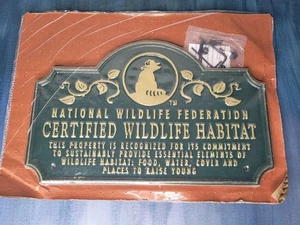 TM
NATIONAL WILDLIFE FEDERATION
CERTIFIED WILDLIFE HABITAT
THIS PROPERTY IS RECOGNIZED FOR ITS COMMITMENT
TO SUSTAINABLY PROVIDE ESSENTIAL ELEMENTS OF
WILDLIFE HABITAT: FOOD, WATER, COVER AND
PLACES TO RAISE YOUNG